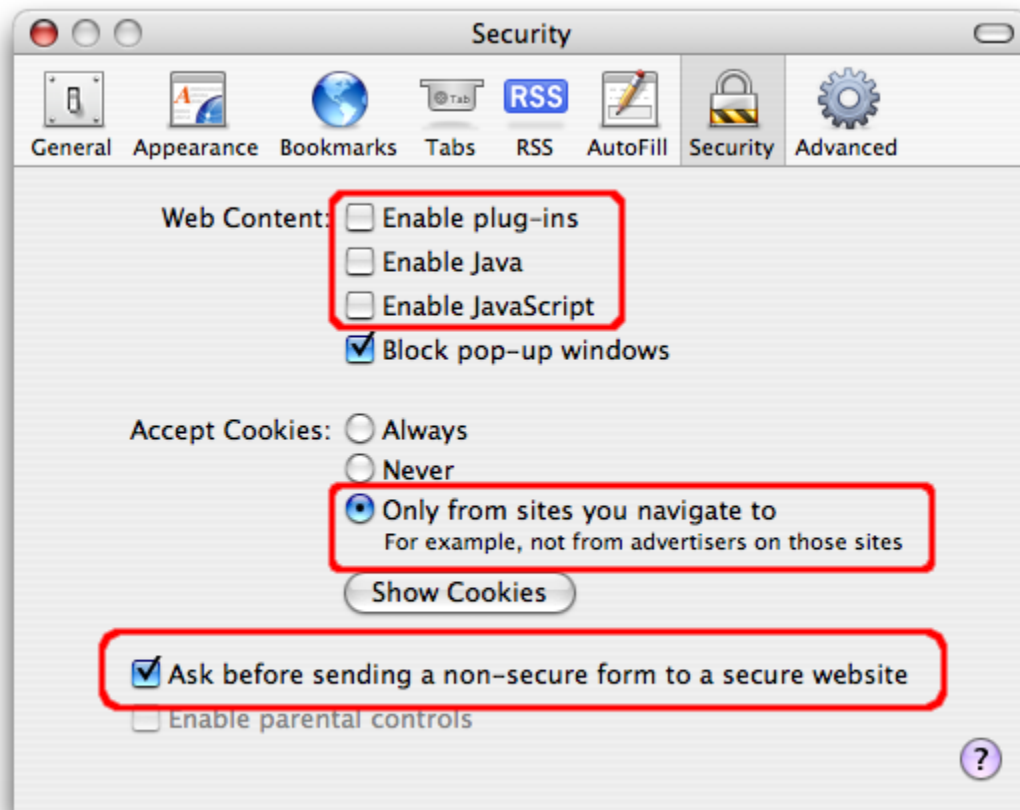 Security
Tab RSS
General Appearance Bookmarks Tabs RSS AutoFill Security Advanced
Web Content: Enable plug-ins
Enable Java
Enable JavaScript
Block pop-up windows
Accept Cookies: Always
Never
Only from sites you navigate to
For example, not from advertisers on those sites
Show Cookies
Ask before sending a non-secure form to a secure website
Enable parental controls
?